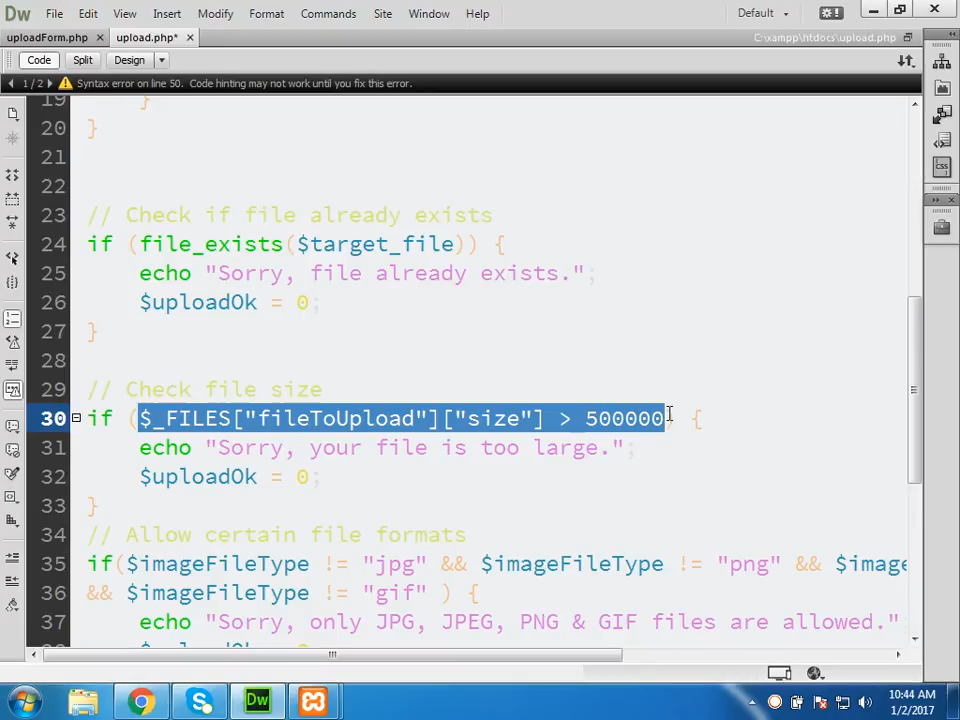 Dw File Edit View Insert Modify Format Commands Site Window Help Default
uploadForm.php × upload.php* × C:\xampp\htdocs\upload.php
Code Split Design
1/2 Syntax error on line 50. Code hinting may not work until you fix this error.
19 }
20 }
21
22
23 // Check if file already exists
24 if (file_exists($target_file)) {
25 echo "Sorry, file already exists.";
26 $uploadOk = 0;
27 }
28
29 // Check file size
30 if ($_FILES["fileToUpload"]["size"] > 500000) {
31 echo "Sorry, your file is too large.";
32 $uploadOk = 0;
33 }
34 // Allow certain file formats
35 if($imageFileType != "jpg" && $imageFileType != "png" && $image
36 && $imageFileType != "gif" ) {
37 echo "Sorry, only JPG, JPEG, PNG & GIF files are allowed.";
CSS
Dw
10:44 AM
1/2/2017